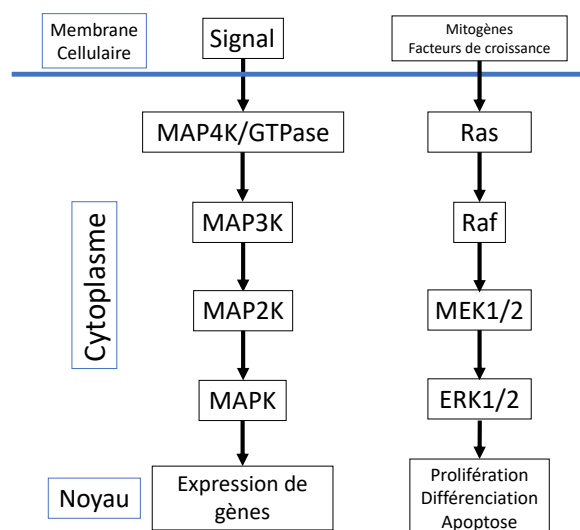 Membrane
Cellulaire
Signal
Mitogènes
Facteurs de croissance
MAP4K/GTPase
Ras
Cytoplasme
MAP3K
Raf
MAP2K
MEK1/2
MAPK
ERK1/2
Noyau
Expression de
gènes
Prolifération
Différenciation
Apoptose